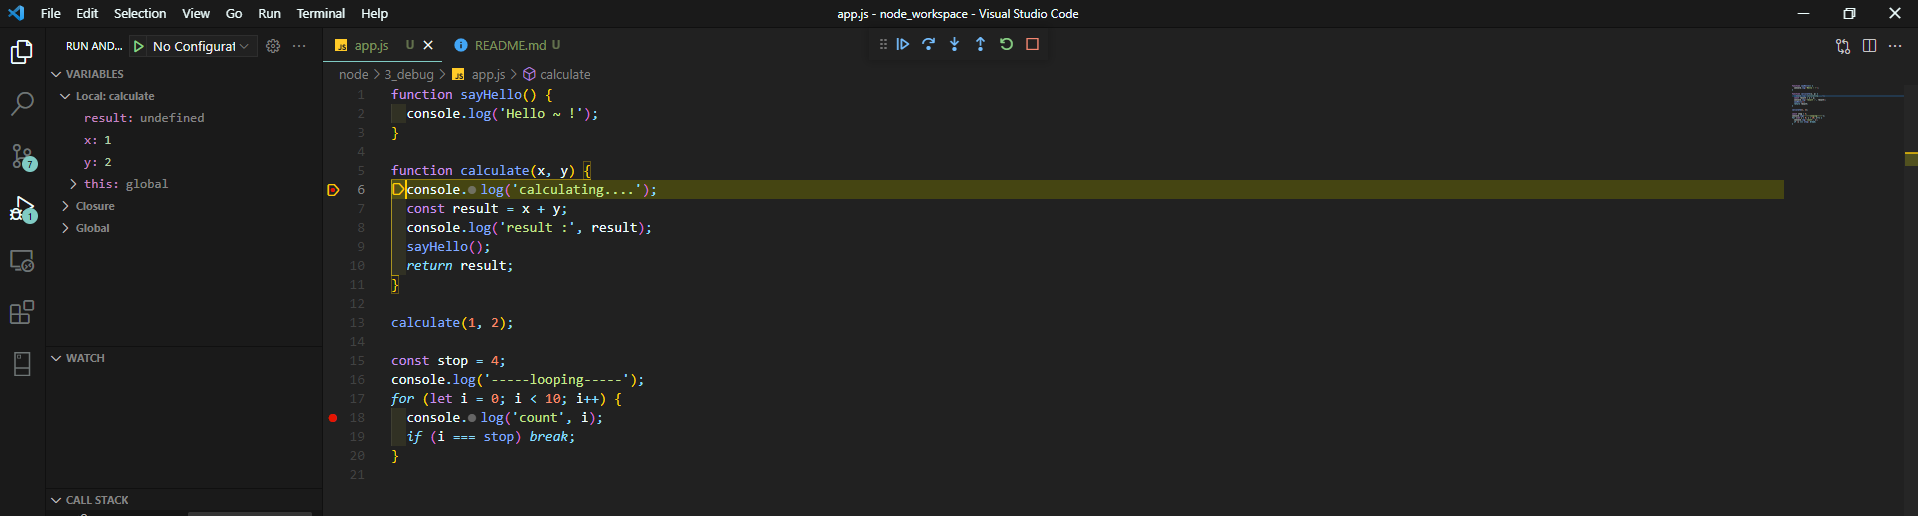 File Edit Selection View Go Run Terminal Help
app.js - node_workspace - Visual Studio Code
RUN AND... No Configurat
VARIABLES
Local: calculate
result: undefined
x: 1
y: 2
this: global
Closure
Global
WATCH
CALL STACK
7
1
JS app.js U
README.md U
node > 3_debug > JS app.js > calculate
1 function sayHello() {
2 console.log('Hello ~ !');
3 }
4
5 function calculate(x, y) {
6 console.log('calculating....');
7 const result = x + y;
8 console.log('result :', result);
9 sayHello();
10 return result;
11 }
12
13 calculate(1, 2);
14
15 const stop = 4;
16 console.log('-----looping-----');
17 for (let i = 0; i < 10; i++) {
18 console.log('count', i);
19 if (i === stop) break;
20 }
21